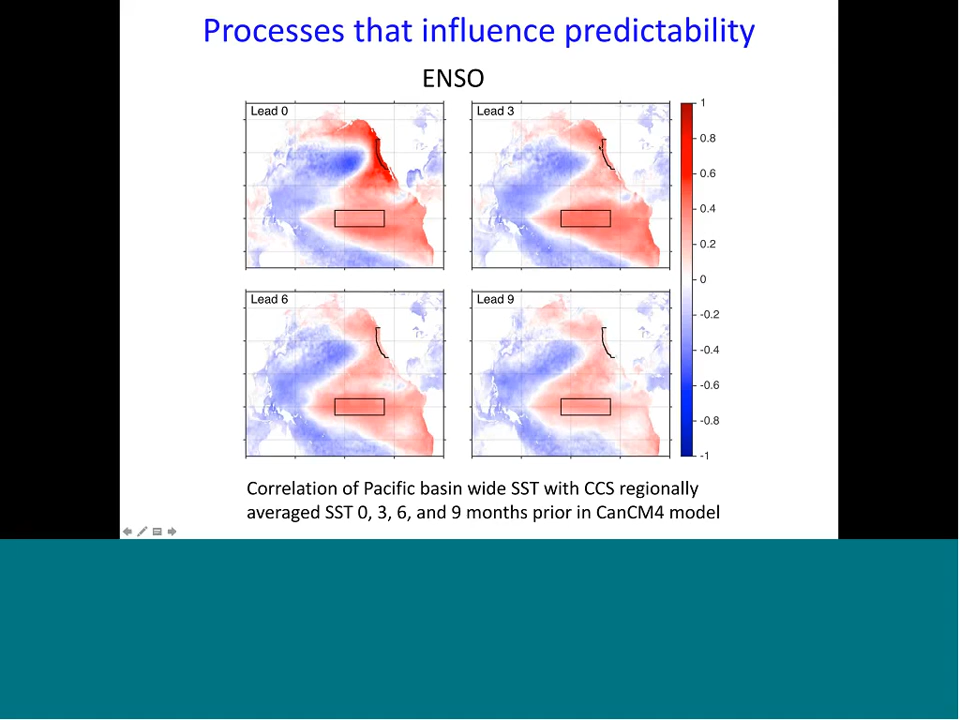 Processes that influence predictability
ENSO
Lead 0
Lead 3
1
0.8
0.6
0.4
0.2
0
-0.2
-0.4
-0.6
-0.8
-1
Lead 6
Lead 9
Correlation of Pacific basin wide SST with CCS regionally
averaged SST 0, 3, 6, and 9 months prior in CanCM4 model